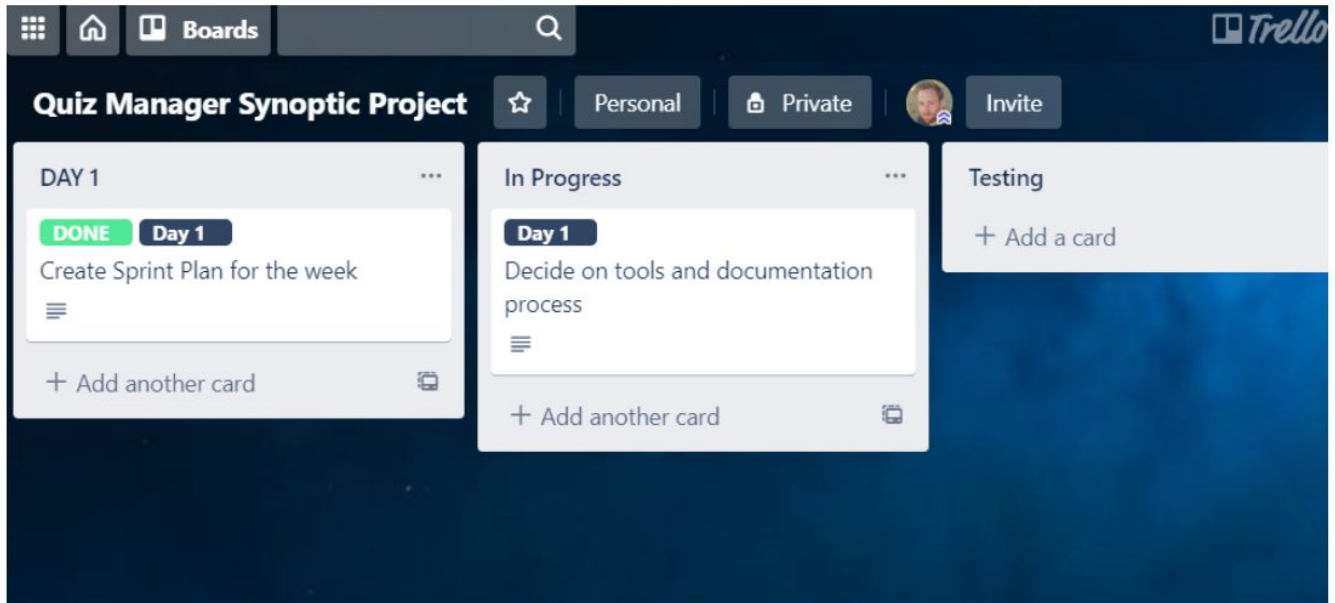 Boards
Trello
Quiz Manager Synoptic Project
Personal
Private
Invite
DAY 1
DONE
Day 1
Create Sprint Plan for the week
+ Add another card
In Progress
Day 1
Decide on tools and documentation
process
+ Add another card
Testing
+ Add a card